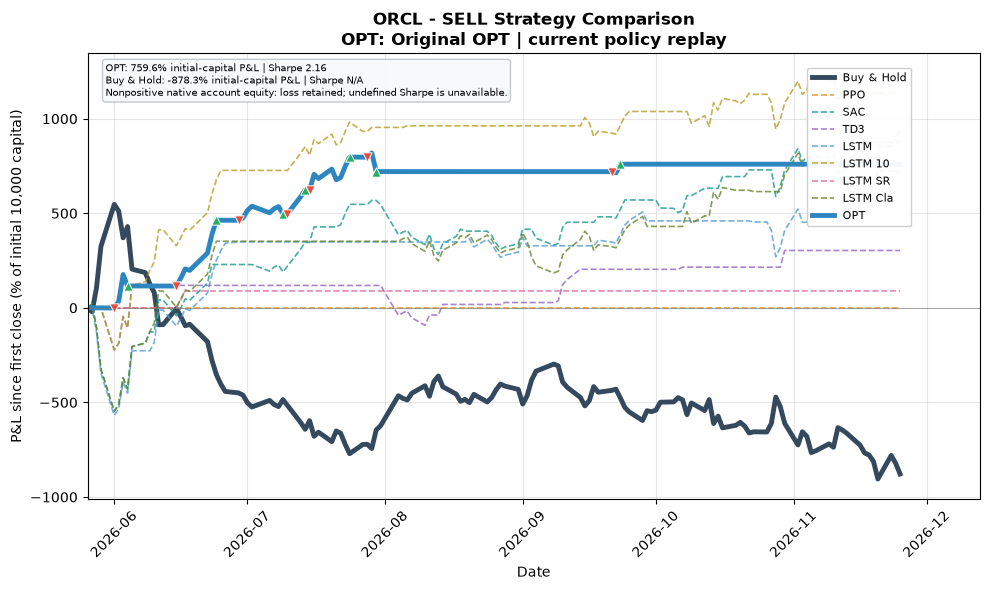 ORCL - SELL Strategy Comparison
OPT: Original OPT | current policy replay
OPT: 759.6% initial-capital P&L | Sharpe 2.16
Buy & Hold: -878.3% initial-capital P&L | Sharpe N/A
Nonpositive native account equity: loss retained; undefined Sharpe is unavailable.
Buy & Hold
PPO
SAC
TD3
LSTM
LSTM 10
LSTM SR
LSTM Cla
OPT
P&L since first close (% of initial 10,000 capital)
1000
500
0
−500
−1000
2026-06
2026-07
2026-08
2026-09
2026-10
2026-11
2026-12
Date